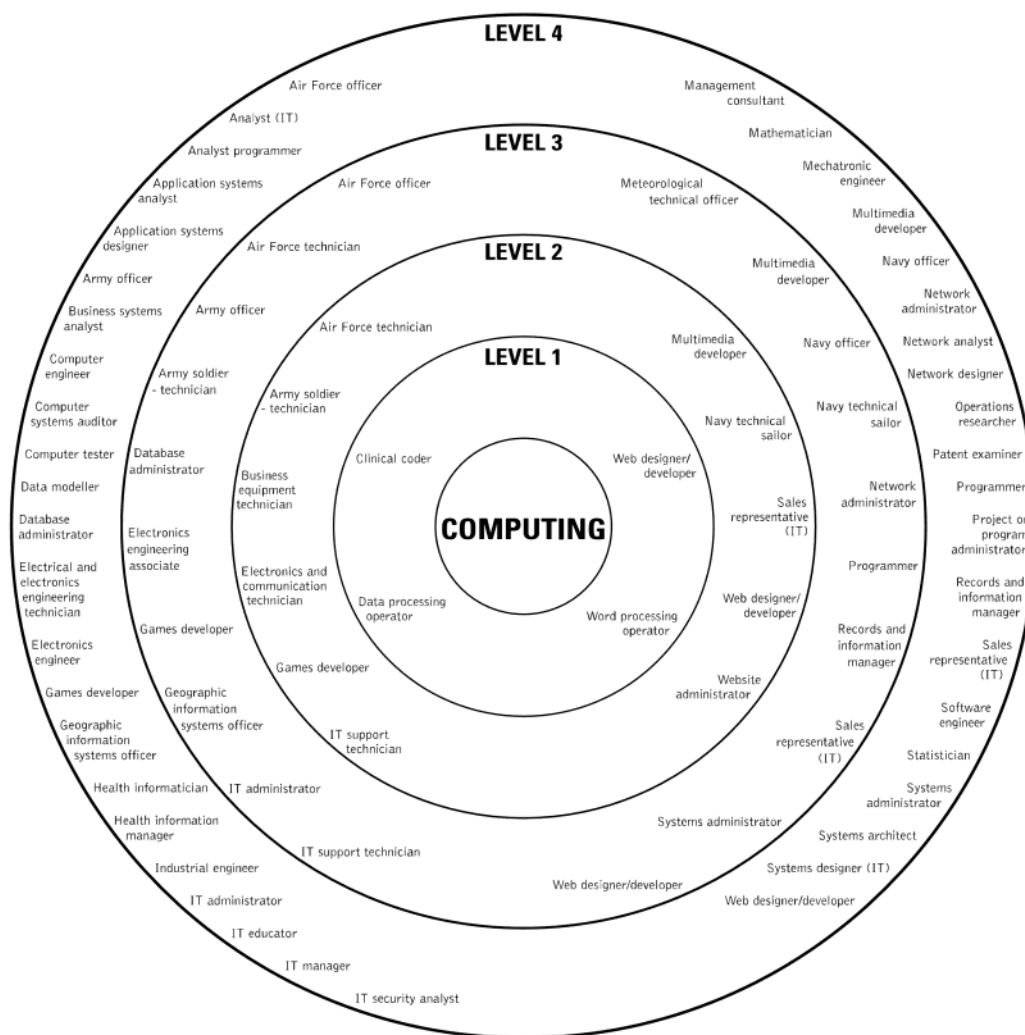 LEVEL 4
Air Force officer
Analyst (IT)
Analyst programmer
Application systems
analyst
Application systems
designer
Army officer
Business systems
analyst
Computer
engineer
Computer
systems auditor
Computer tester
Data modeller
Database
administrator
Electrical and
electronics
engineering
technician
Electronics
engineer
Games developer
Geographic
information
systems officer
Health informatician
Health information
manager
Industrial engineer
IT administrator
IT educator
IT manager
IT security analyst
Management
consultant
Mathematician
Mechatronic
engineer
Multimedia
developer
Navy officer
Network
administrator
Network analyst
Network designer
Operations
researcher
Patent examiner
Programmer
Project or
program
administrator
Records and
information
manager
Sales
representative
(IT)
Software
engineer
Statistician
Systems
administrator
Systems architect
Systems designer (IT)
Web designer/developer
LEVEL 3
Air Force officer
Air Force technician
Army officer
Army soldier
- technician
Database
administrator
Electronics
engineering
associate
Games developer
Geographic
information
systems officer
IT administrator
IT support technician
Meteorological
technical officer
Multimedia
developer
Navy officer
Navy technical
sailor
Network
administrator
Programmer
Records and
information
manager
Sales
representative
(IT)
Systems administrator
Web designer/developer
LEVEL 2
Air Force technician
Army soldier
- technician
Business
equipment
technician
Electronics and
communication
technician
Games developer
IT support
technician
Multimedia
developer
Navy technical
sailor
Sales
representative
(IT)
Web designer/
developer
Website
administrator
LEVEL 1
Clinical coder
Data processing
operator
Web designer/
developer
Word processing
operator
COMPUTING